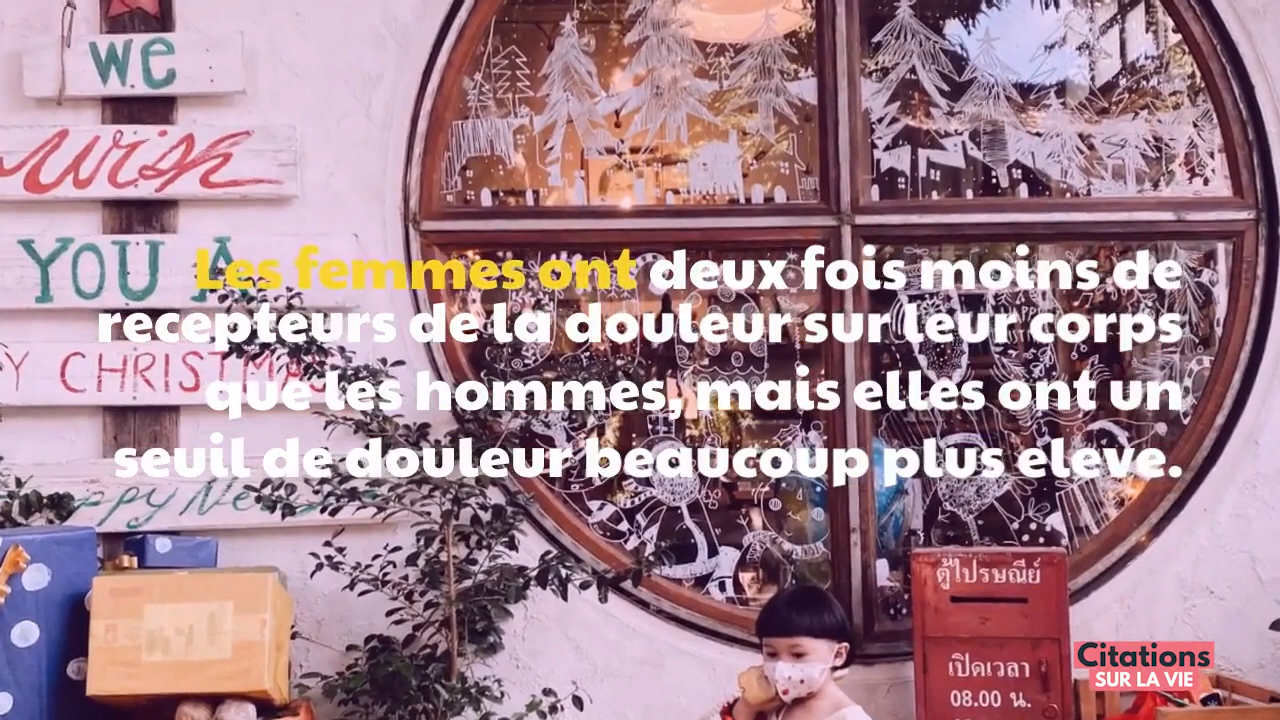 we
wish
YOU A
Y CHRISTMAS
Happy New
Les femmes ont deux fois moins de
recepteurs de la douleur sur leur corps
que les hommes, mais elles ont un
seuil de douleur beaucoup plus eleve.
ตู้ไปรษณีย์
เปิดเวลา
08.00 น.
Citations
SUR LA VIE